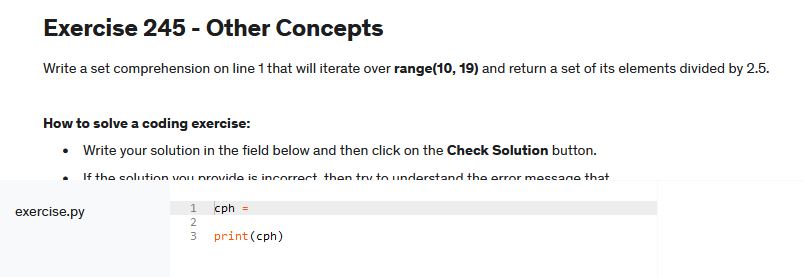 Exercise 245 - Other Concepts
Write a set comprehension on line 1 that will iterate over range(10, 19) and return a set of its elements divided by 2.5.
How to solve a coding exercise:
• Write your solution in the field below and then click on the Check Solution button.
• If the solution you provide is incorrect, then try to understand the error message that
exercise.py
1 cph =
2
3 print(cph)